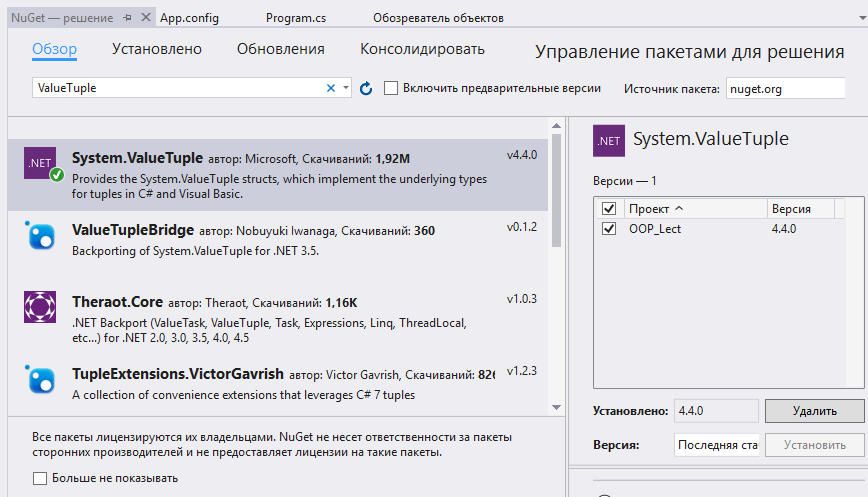 NuGet — решение
App.config
Program.cs
Обозреватель объектов
Обзор
Установлено
Обновления
Консолидировать
Управление пакетами для решения
ValueTuple
Включить предварительные версии
Источник пакета:
nuget.org
.NET
System.ValueTuple автор: Microsoft, Скачиваний: 1,92M
v4.4.0
Provides the System.ValueTuple structs, which implement the underlying types
for tuples in C# and Visual Basic.
ValueTupleBridge автор: Nobuyuki Iwanaga, Скачиваний: 360
v0.1.2
Backporting of System.ValueTuple for .NET 3.5.
Theraot.Core автор: Theraot, Скачиваний: 1,16K
v1.0.3
.NET Backport (ValueTask, ValueTuple, Task, Expressions, Linq, ThreadLocal,
etc...) for .NET 2.0, 3.0, 3.5, 4.0, 4.5
TupleExtensions.VictorGavrish автор: Victor Gavrish, Скачиваний: 826
v1.2.3
A collection of convenience extensions that leverages C# 7 tuples
Все пакеты лицензируются их владельцами. NuGet не несет ответственности за пакеты
сторонних производителей и не предоставляет лицензии на такие пакеты.
Больше не показывать
.NET
System.ValueTuple
Версии — 1
Проект
Версия
OOP_Lect
4.4.0
Установлено:
4.4.0
Удалить
Версия:
Последняя ста
Установить